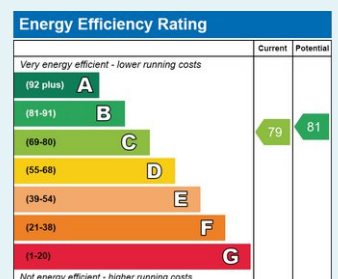 Energy Efficiency Rating
Current Potential
Very energy efficient - lower running costs
(92 plus) A
(81-91) B
(69-80) C
79 81
(55-68) D
(39-54) E
(21-38) F
(1-20) G
Not energy efficient - higher running costs